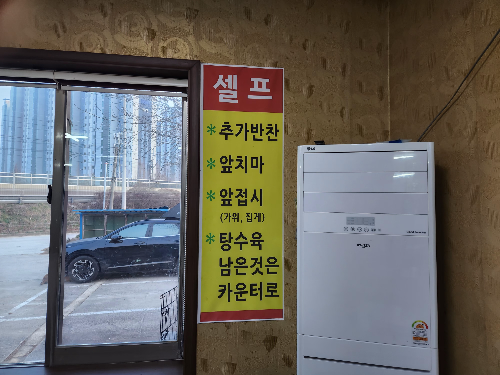 셀프
*추가반찬
*앞치마
*앞접시
(가위, 집게)
*탕수육
남은것은
카운터로